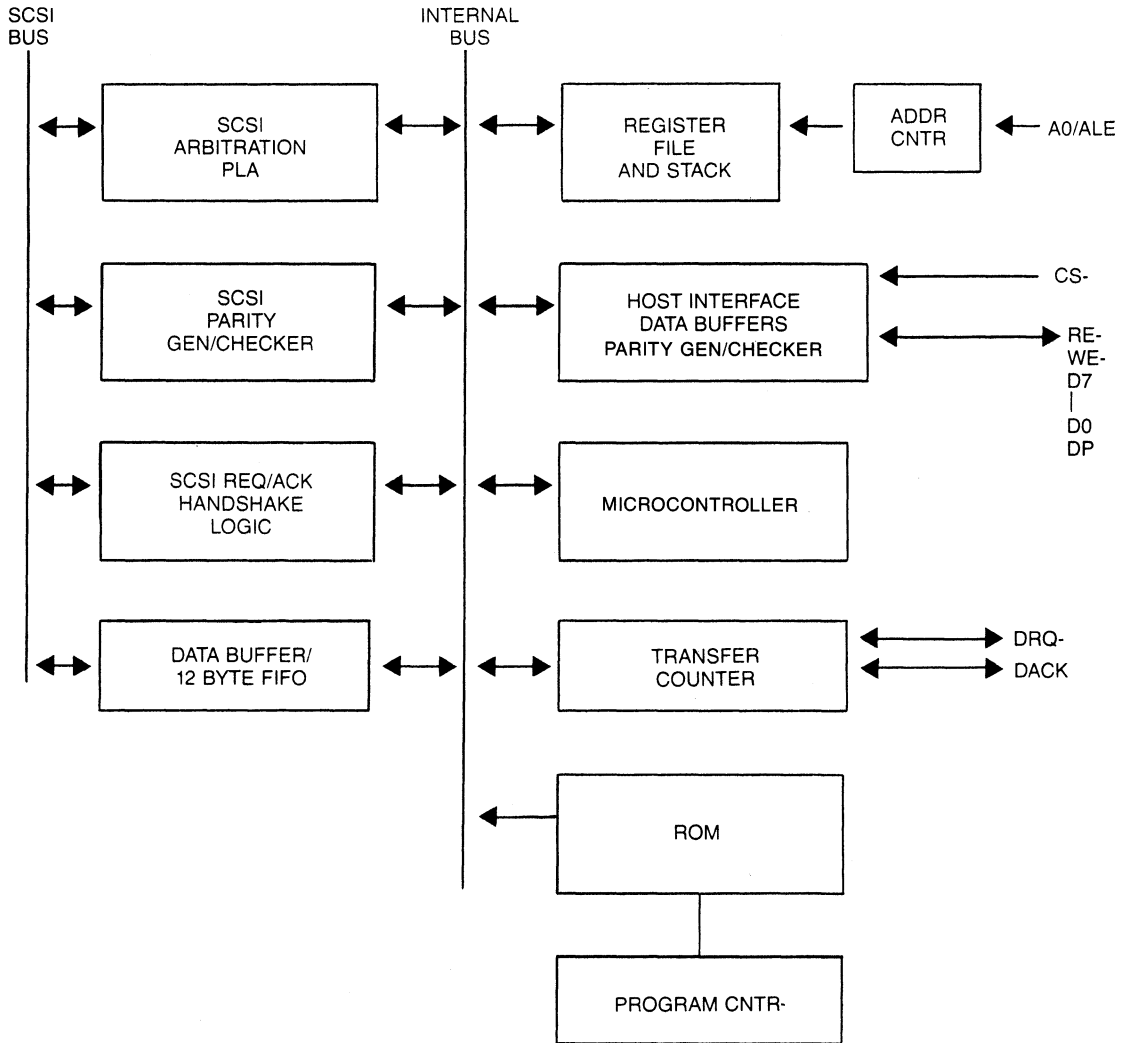 SCSI
BUS
INTERNAL
BUS
SCSI
ARBITRATION
PLA
REGISTER
FILE
AND STACK
ADDR
CNTR
A0/ALE
SCSI
PARITY
GEN/CHECKER
HOST INTERFACE
DATA BUFFERS
PARITY GEN/CHECKER
CS-
RE-
WE-
D7
|
D0
DP
SCSI REQ/ACK
HANDSHAKE
LOGIC
MICROCONTROLLER
DATA BUFFER/
12 BYTE FIFO
TRANSFER
COUNTER
DRQ-
DACK
ROM
PROGRAM CNTR-